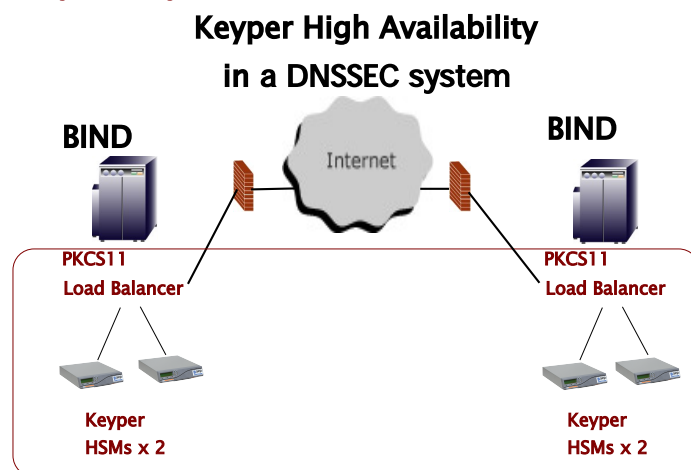 Keyper High Availability
in a DNSSEC system
BIND
BIND
Internet
PKCS11
Load Balancer
PKCS11
Load Balancer
Keyper
HSMs x 2
Keyper
HSMs x 2